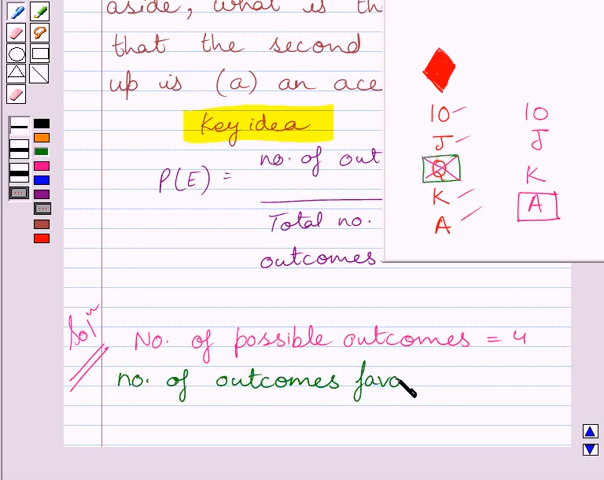 aside, what is th
that the second
up is (a) an ace
Key idea
P(E) = no. of out
Total no.
outcomes
10 10
J J
Q
K K
A A
Solⁿ
No. of possible outcomes = 4
no. of outcomes favo